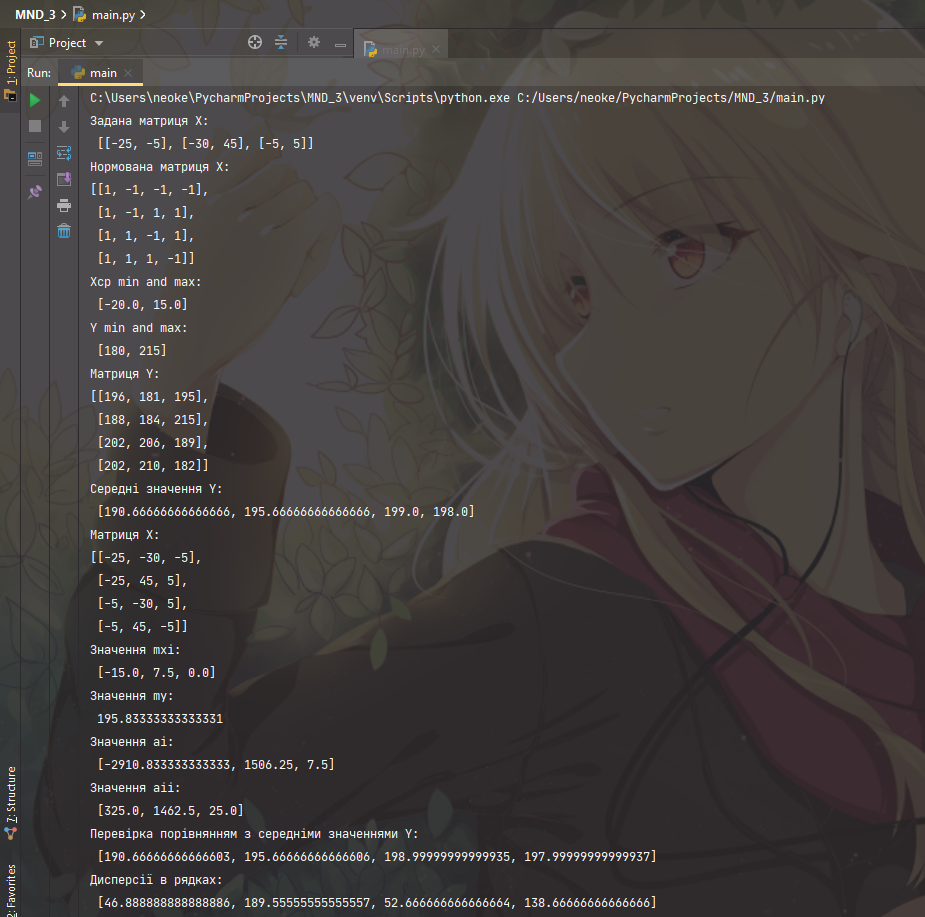 MND_3 main.py
Project
main.py
1: Project
Run: main
C:\Users\neoke\PycharmProjects\MND_3\venv\Scripts\python.exe C:/Users/neoke/PycharmProjects/MND_3/main.py
Задана матриця X:
[[-25, -5], [-30, 45], [-5, 5]]
Нормована матриця X:
[[1, -1, -1, -1],
[1, -1, 1, 1],
[1, 1, -1, 1],
[1, 1, 1, -1]]
Xcp min and max:
[-20.0, 15.0]
Y min and max:
[180, 215]
Матриця Y:
[[196, 181, 195],
[188, 184, 215],
[202, 206, 189],
[202, 210, 182]]
Середні значення Y:
[190.66666666666666, 195.66666666666666, 199.0, 198.0]
Матриця X:
[[-25, -30, -5],
[-25, 45, 5],
[-5, -30, 5],
[-5, 45, -5]]
Значення mxi:
[-15.0, 7.5, 0.0]
Значення my:
195.83333333333331
Значення ai:
[-2910.833333333333, 1506.25, 7.5]
Значення aii:
[325.0, 1462.5, 25.0]
Перевірка порівнянням з середніми значеннями Y:
[190.66666666666603, 195.66666666666606, 198.99999999999935, 197.99999999999937]
Дисперсії в рядках:
[46.888888888888886, 189.55555555555557, 52.666666666666664, 138.66666666666666]
7: Structure
2: Favorites